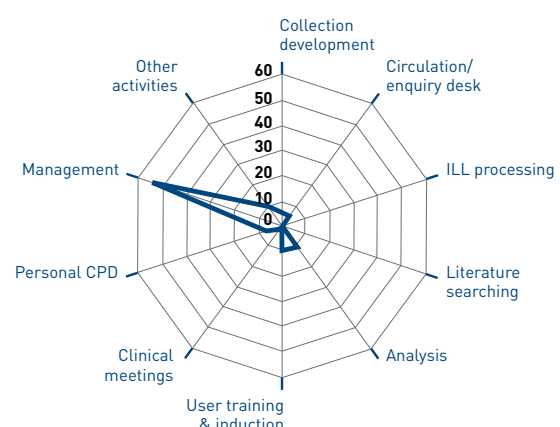 Collection
development
Other
activities
Circulation/
enquiry desk
60
50
40
30
20
10
0
Management
ILL processing
Personal CPD
Literature
searching
Clinical
meetings
Analysis
User training
& induction